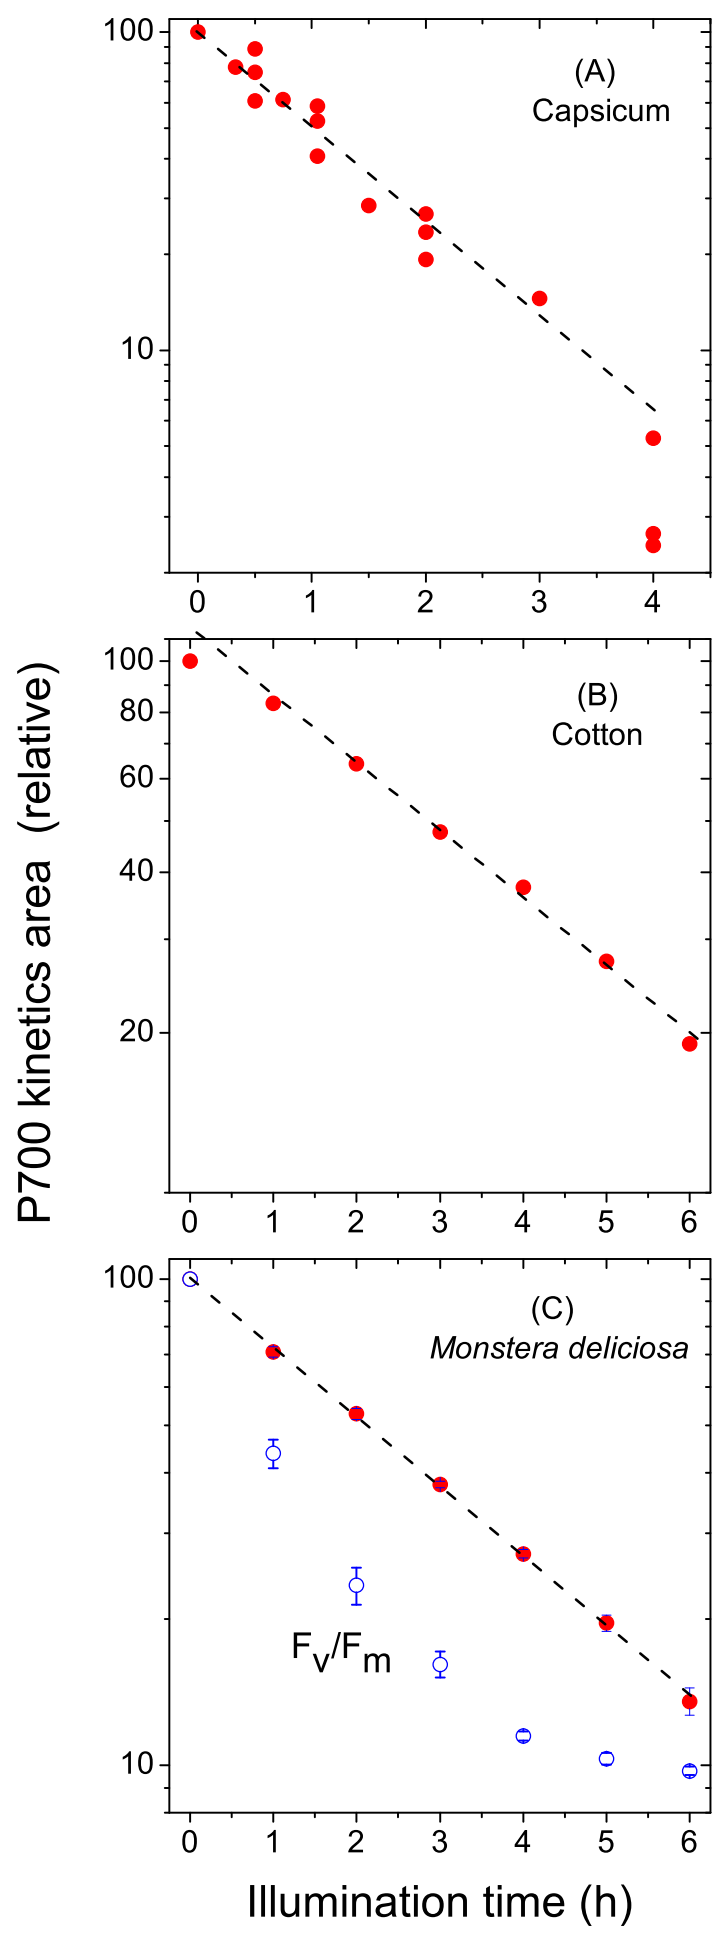 100
10
(A)
Capsicum
0 1 2 3 4
P700 kinetics area (relative)
100
80
60
40
20
(B)
Cotton
0 1 2 3 4 5 6
100
10
(C)
Monstera deliciosa
Fv/Fm
0 1 2 3 4 5 6
Illumination time (h)